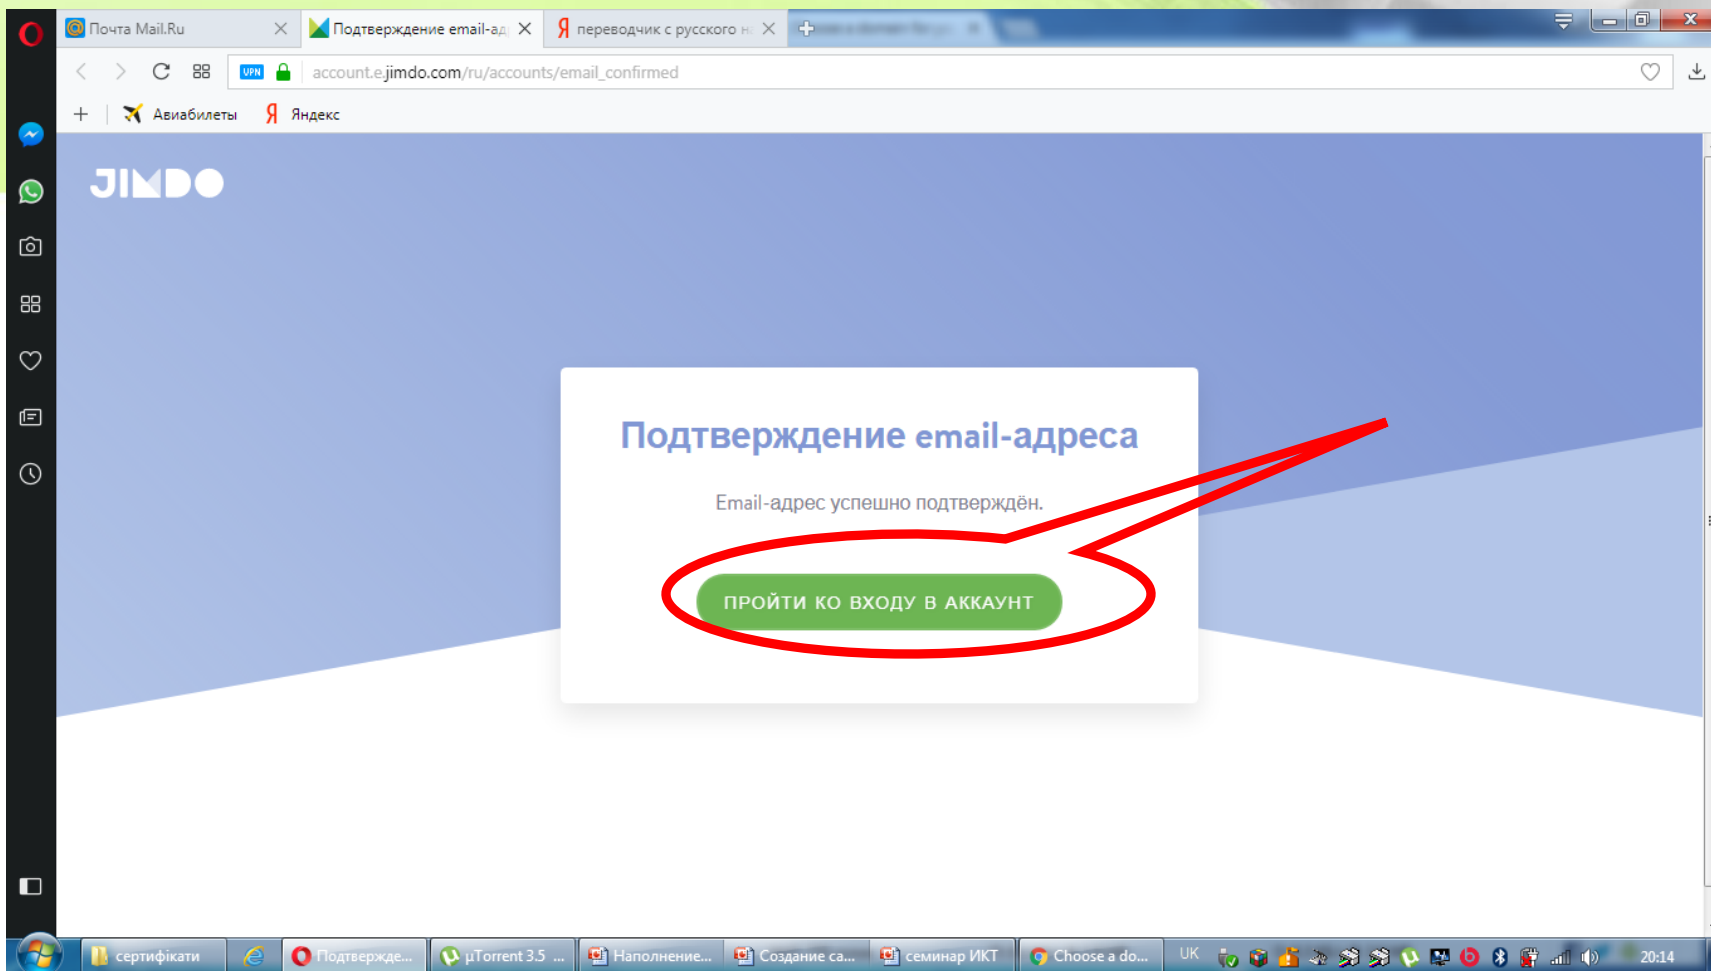 Почта Mail.Ru
Подтверждение email-ад
переводчик с русского н
VPN account.e.jimdo.com/ru/accounts/email_confirmed
Авиабилеты Я Яндекс
JIMDO
Подтверждение email-адреса
Email-адрес успешно подтверждён.
ПРОЙТИ КО ВХОДУ В АККАУНТ
сертифікати Подтвержде... µTorrent 3.5 ... Наполнение... Создание са... семинар ИКТ Choose a do... UK 20:14